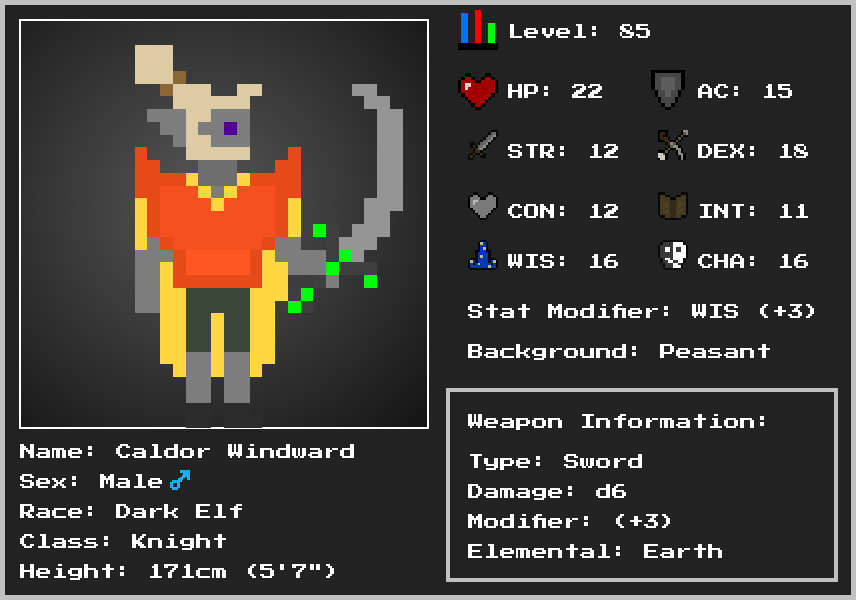 Level: 85
HP: 22 AC: 15
STR: 12 DEX: 18
CON: 12 INT: 11
WIS: 16 CHA: 16
Stat Modifier: WIS (+3)
Background: Peasant
Weapon Information:
Type: Sword
Damage: d6
Modifier: (+3)
Elemental: Earth
Name: Caldor Windward
Sex: Male♂
Race: Dark Elf
Class: Knight
Height: 171cm (5'7")